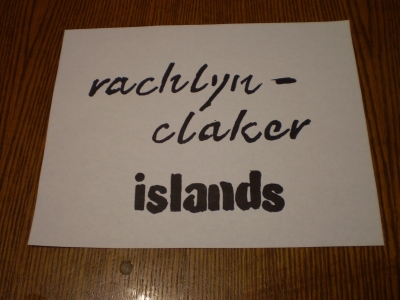 rachlyn-
claker
islands